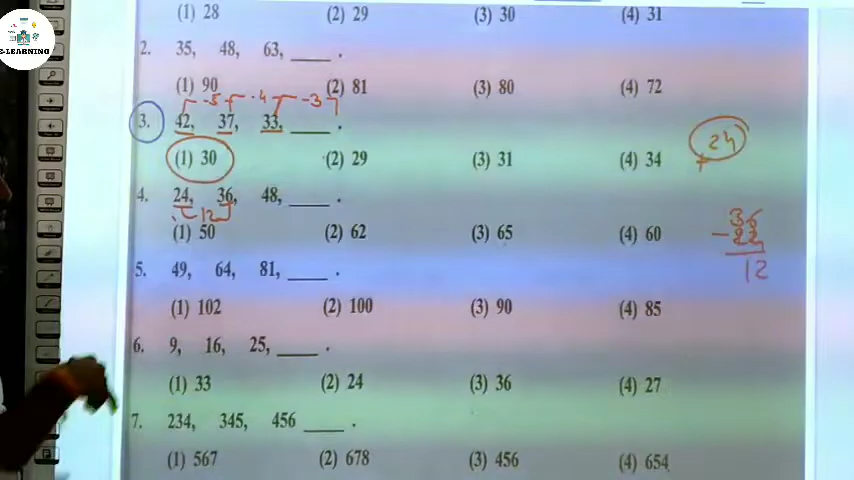 (1) 28 (2) 29 (3) 30 (4) 31
2. 35, 48, 63, ____ .
(1) 90 (2) 81 (3) 80 (4) 72
-5 -4 -3
3. 42, 37, 33, ____ .
24
(1) 30 (2) 29 (3) 31 (4) 34
+
4. 24, 36, 48, ____ .
12
36
(1) 50 (2) 62 (3) 65 (4) 60
5. 49, 64, 81, ____ .
12
(1) 102 (2) 100 (3) 90 (4) 85
6. 9, 16, 25, ____ .
(1) 33 (2) 24 (3) 36 (4) 27
7. 234, 345, 456 ____ .
(1) 567 (2) 678 (3) 456 (4) 654
E-LEARNING